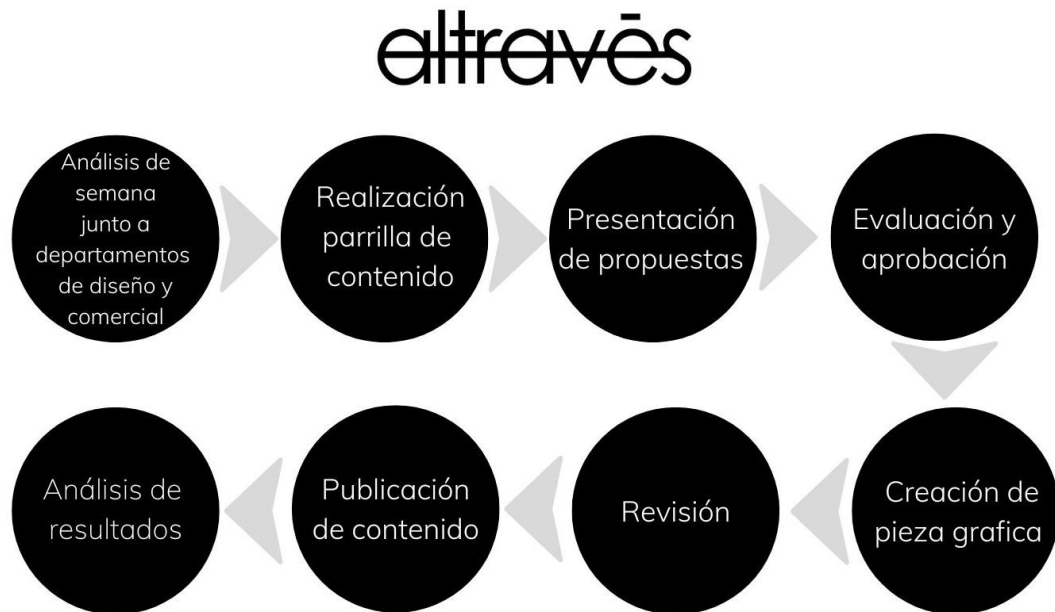 altravēs
Análisis de
semana
junto a
departamentos
de diseño y
comercial
Realización
parrilla de
contenido
Presentación
de propuestas
Evaluación y
aprobación
Creación de
pieza grafica
Revisión
Publicación
de contenido
Análisis de
resultados